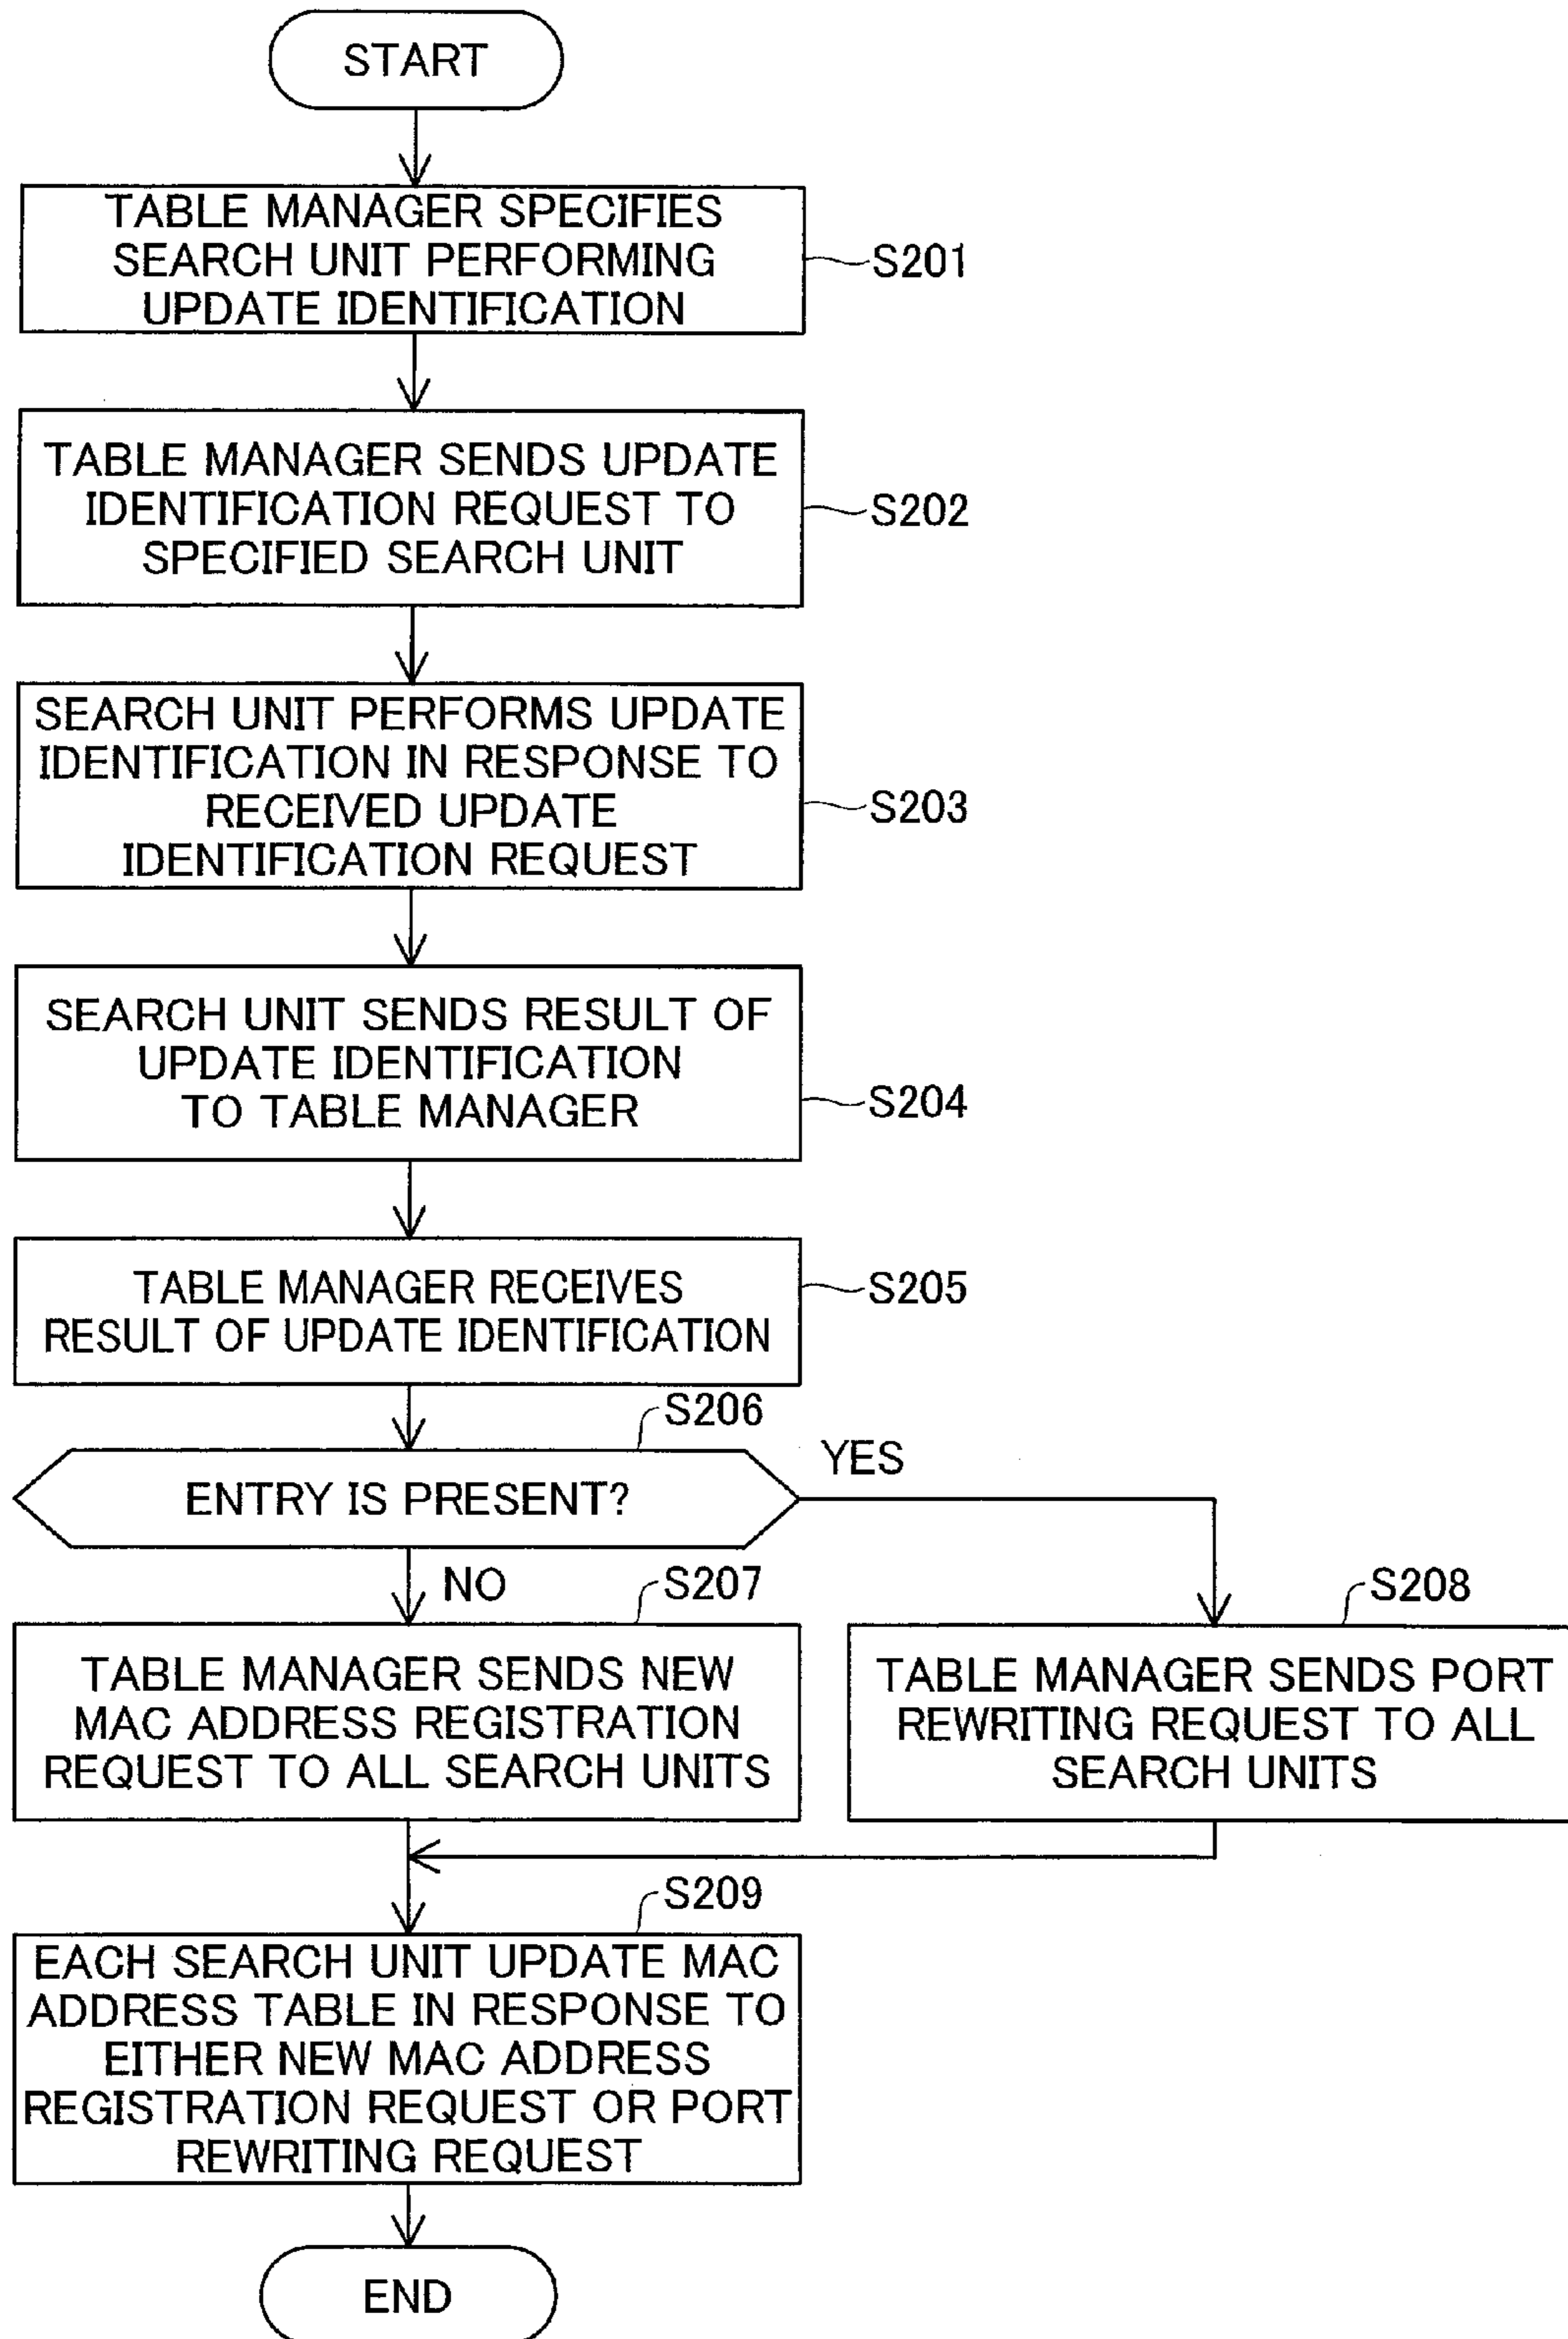 START
TABLE MANAGER SPECIFIES
SEARCH UNIT PERFORMING
UPDATE IDENTIFICATION
S201
TABLE MANAGER SENDS UPDATE
IDENTIFICATION REQUEST TO
SPECIFIED SEARCH UNIT
S202
SEARCH UNIT PERFORMS UPDATE
IDENTIFICATION IN RESPONSE TO
RECEIVED UPDATE
IDENTIFICATION REQUEST
S203
SEARCH UNIT SENDS RESULT OF
UPDATE IDENTIFICATION
TO TABLE MANAGER
S204
TABLE MANAGER RECEIVES
RESULT OF UPDATE IDENTIFICATION
S205
S206
ENTRY IS PRESENT?
YES
NO
S207
TABLE MANAGER SENDS NEW
MAC ADDRESS REGISTRATION
REQUEST TO ALL SEARCH UNITS
S208
TABLE MANAGER SENDS PORT
REWRITING REQUEST TO ALL
SEARCH UNITS
S209
EACH SEARCH UNIT UPDATE MAC
ADDRESS TABLE IN RESPONSE TO
EITHER NEW MAC ADDRESS
REGISTRATION REQUEST OR PORT
REWRITING REQUEST
END